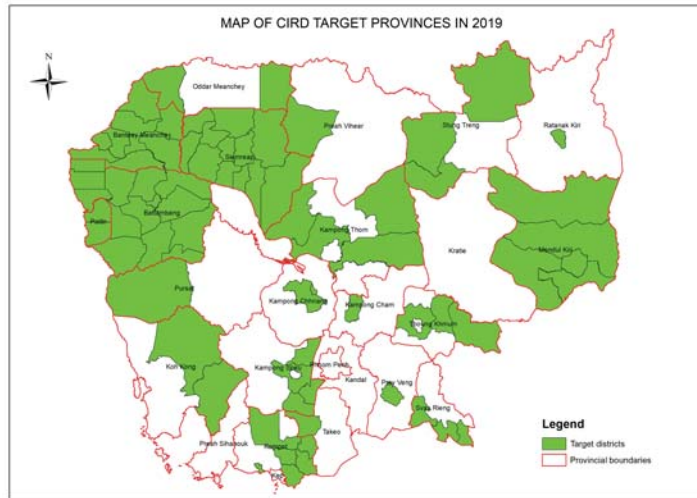 MAP OF CIRD TARGET PROVINCES IN 2019
N
Oddar Meanchey
Preah Vihear
Stung Treng
Ratanak Kiri
Banteay Meanchey
Siemreap
Pailin
Battambang
Kampong Thom
Kratie
Mondul Kiri
Pursat
Kampong Chhnang
Kampong Cham
Tboung Khmum
Koh Kong
Kampong Speu
Phnom Penh
Kandal
Prey Veng
Svay Rieng
Preah Sihanouk
Takeo
Kampot
Kep
Legend
Target districts
Provincial boundaries